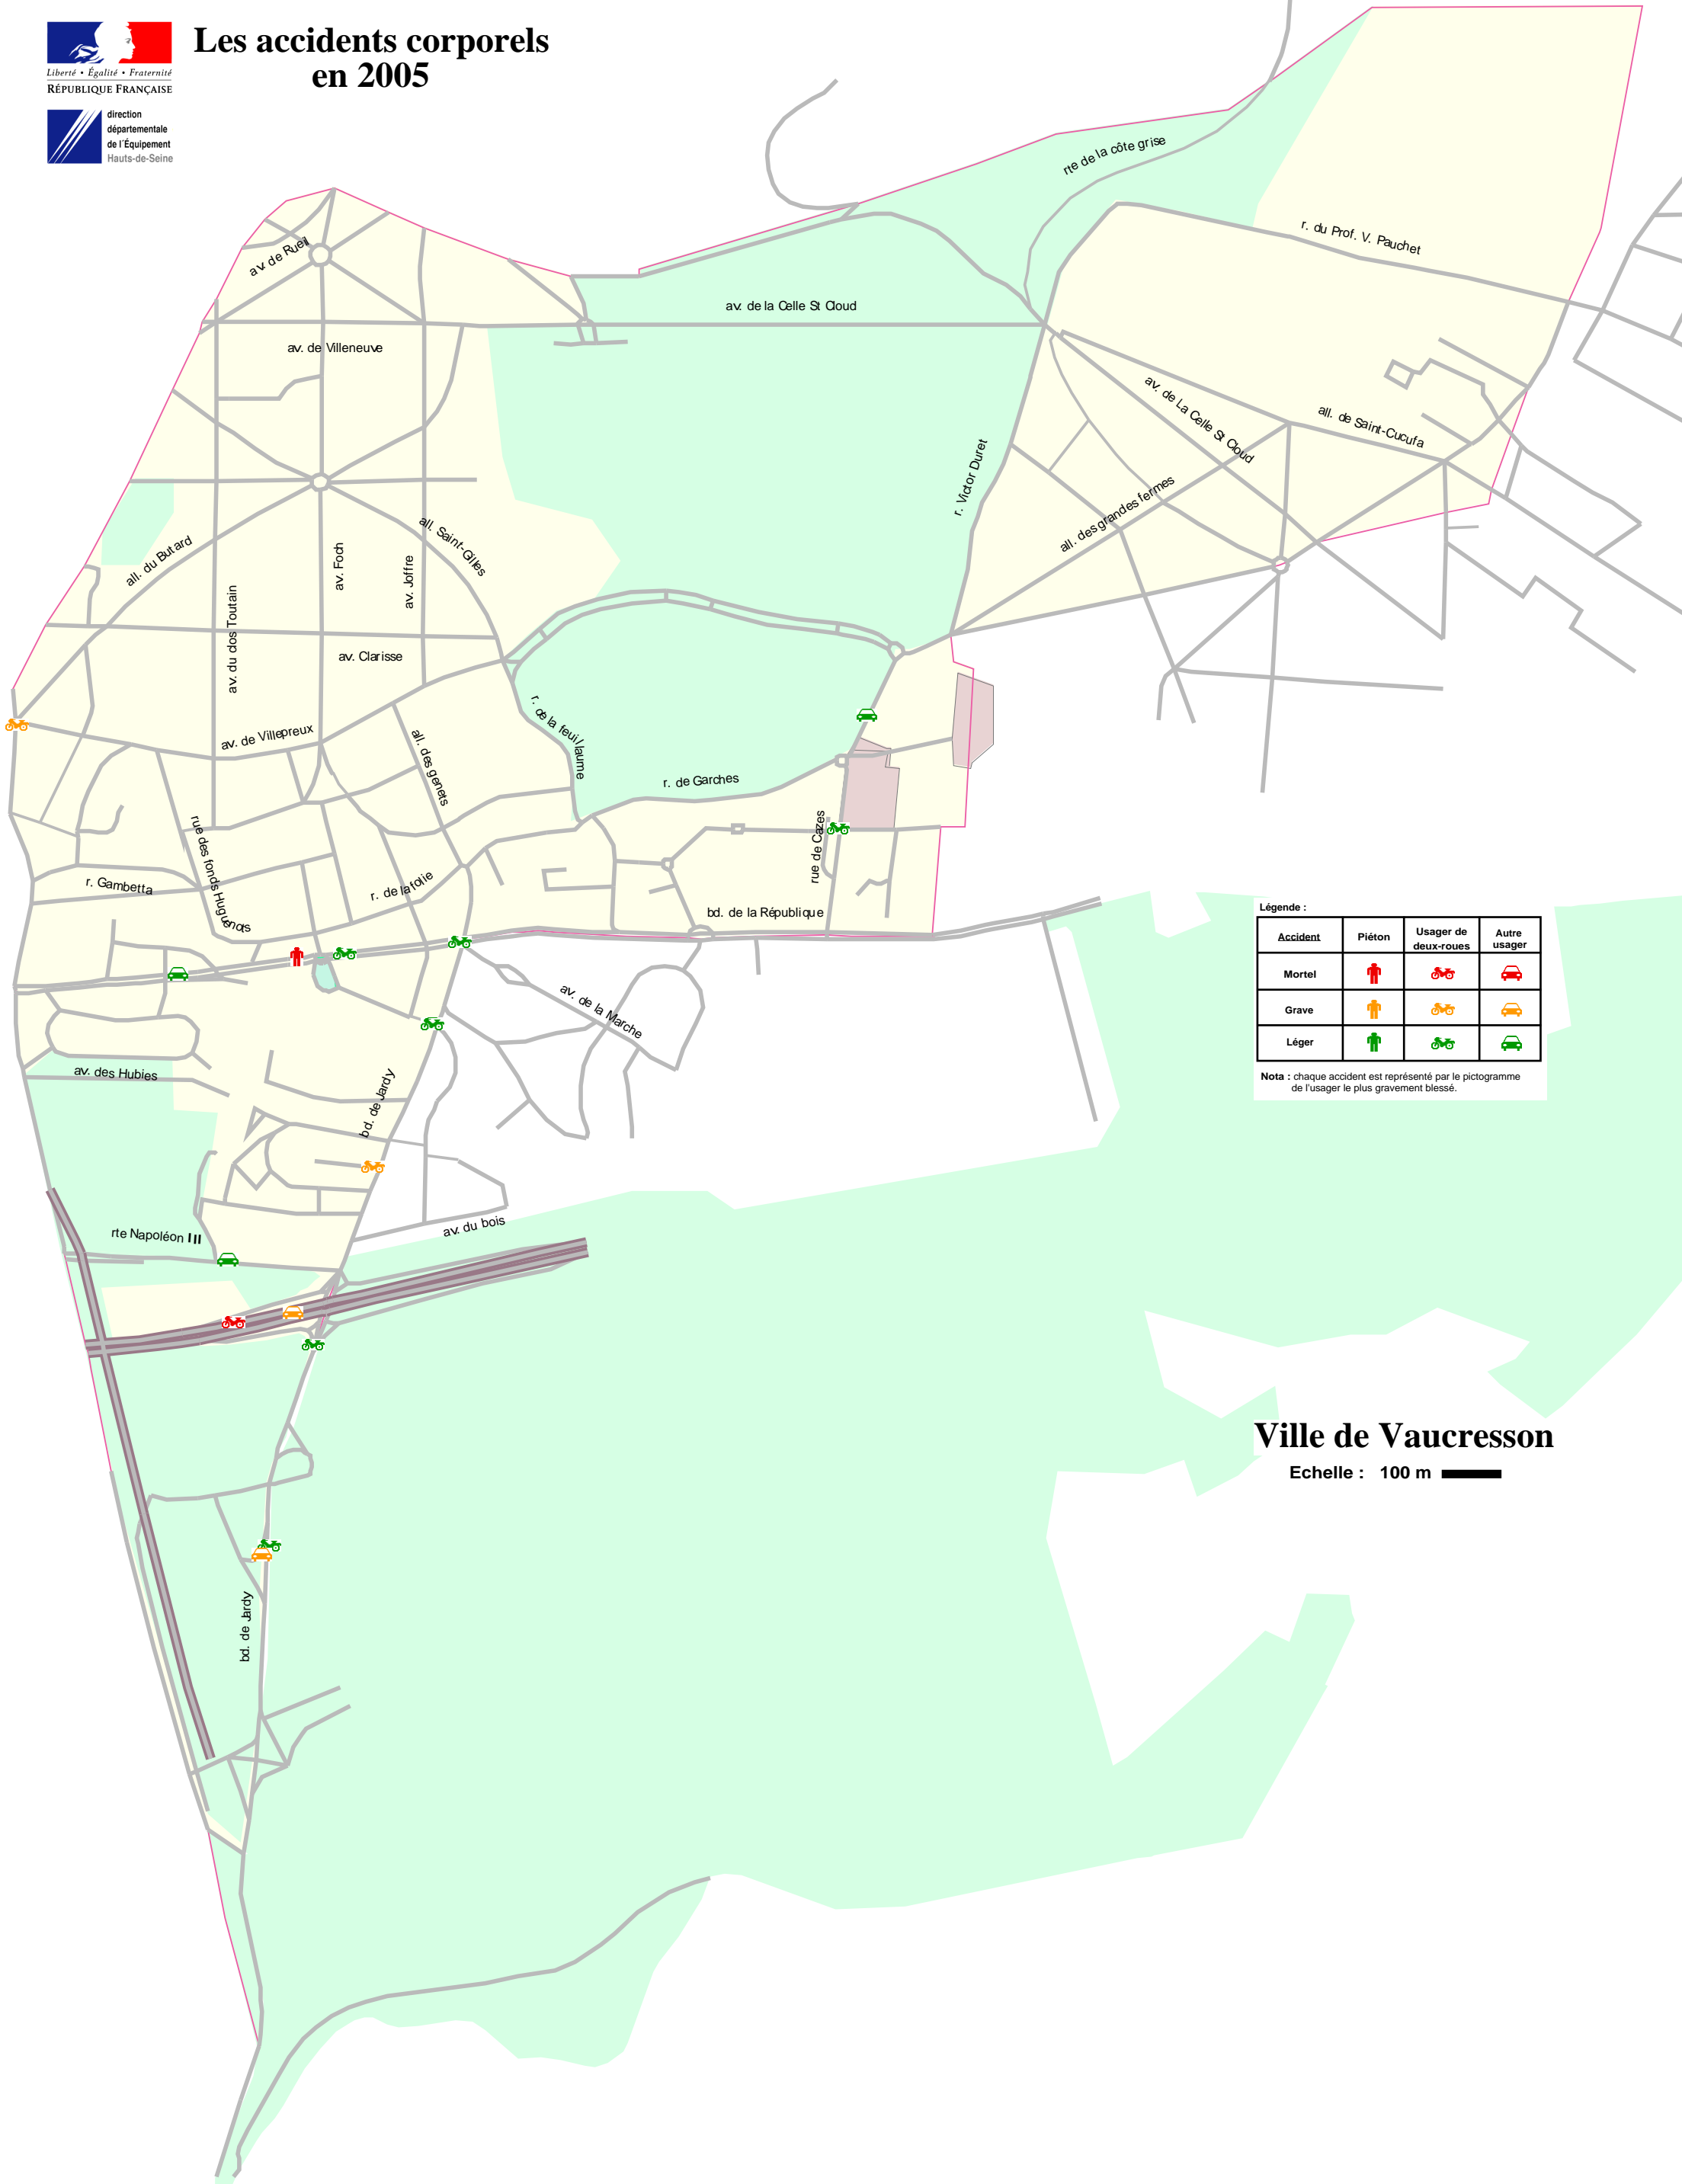 Les accidents corporels
en 2005
Liberté • Égalité • Fraternité
RÉPUBLIQUE FRANÇAISE
direction
départementale
de l'Équipement
Hauts-de-Seine
rte de la côte grise
r. du Prof. V. Pauchet
av. de Rueil
av. de la Celle St Cloud
av. de Villeneuve
av. de La Celle St Cloud
all. de Saint-Cucufa
r. Victor Duret
all. des grandes fermes
all. Saint-Gilles
all. du Butard
av. Foch
av. Joffre
av. du clos Toutain
av. Clarisse
r. de la feuillaume
av. de Villepreux
all. des genets
r. de Garches
rue de Cazes
rue des fonds Huguenots
r. Gambetta
r. de la folie
bd. de la République
av. de la Marche
av. des Hubies
bd. de Jardy
av. du bois
rte Napoléon III
bd. de Jardy
Légende :
Accident Piéton Usager de deux-roues Autre usager
Mortel
Grave
Léger
Nota : chaque accident est représenté par le pictogramme
de l'usager le plus gravement blessé.
Ville de Vaucresson
Echelle : 100 m